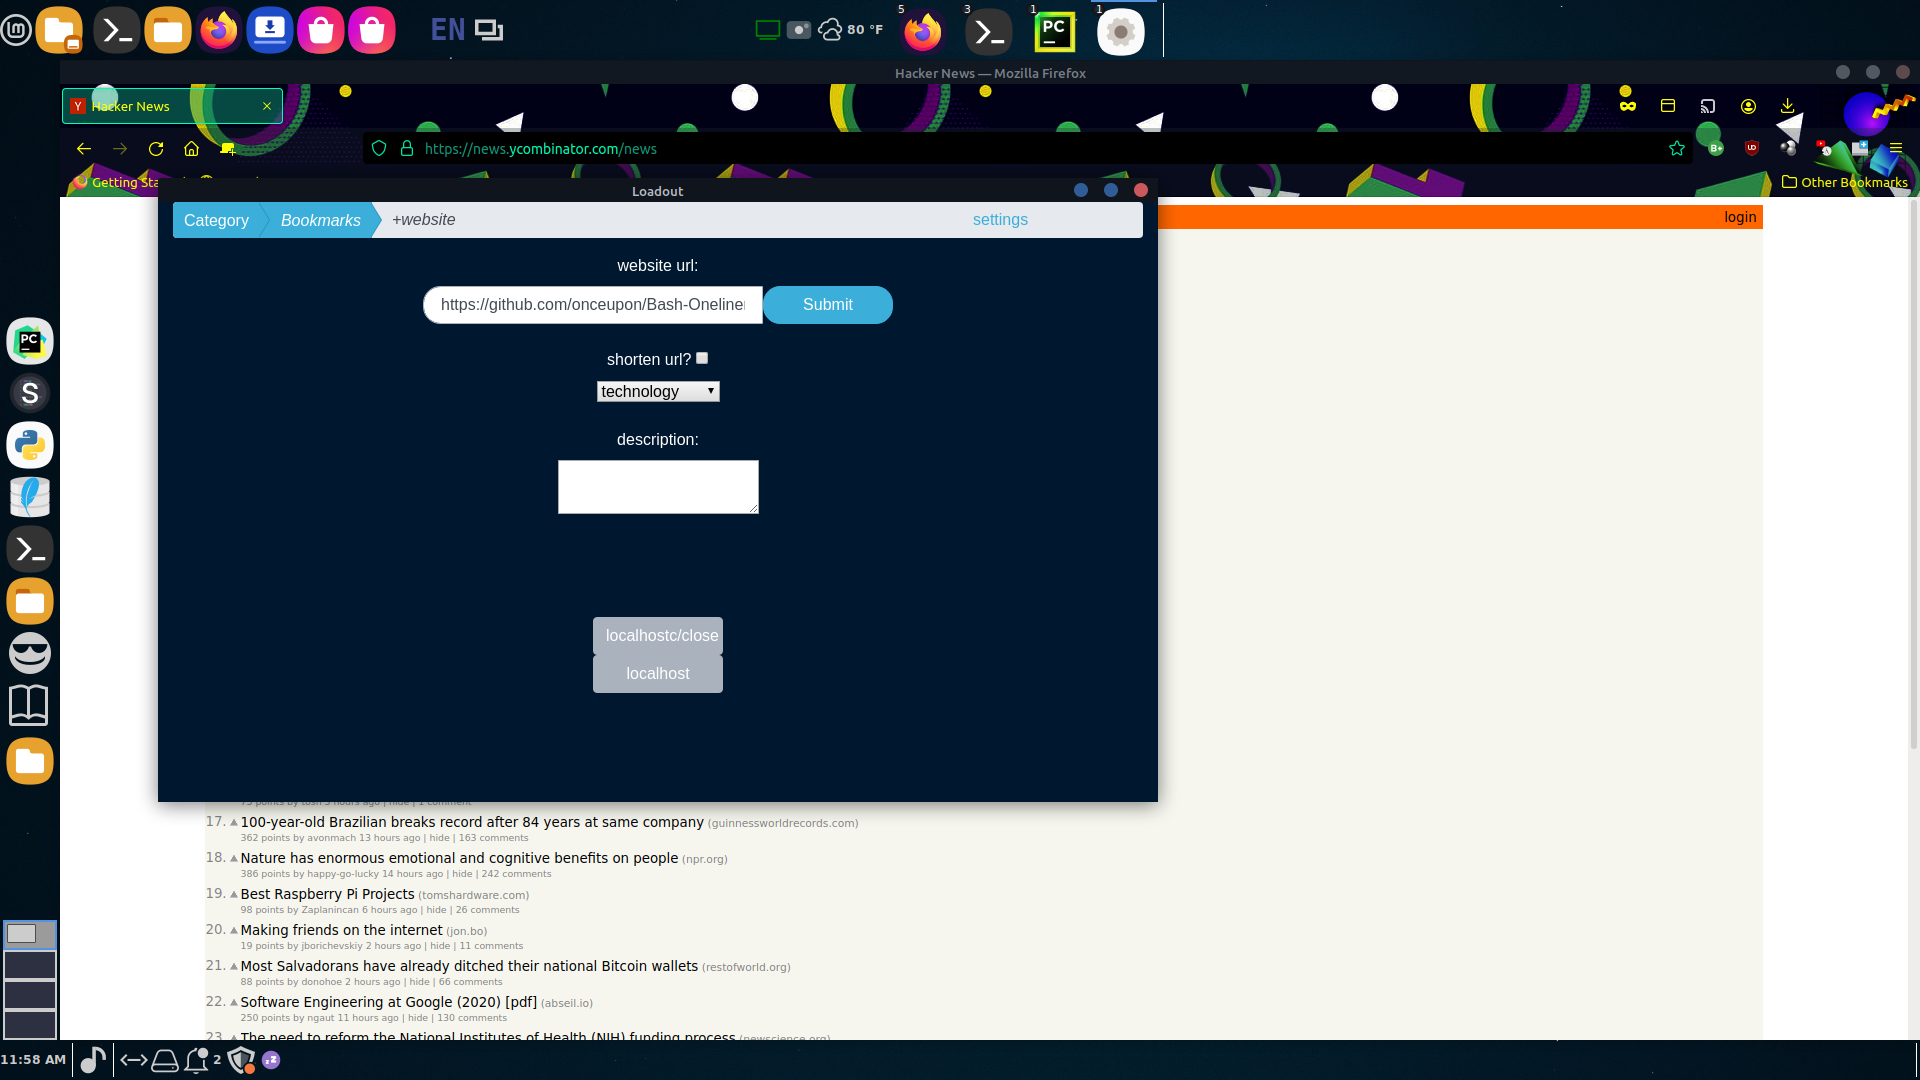 EN
80 °F
5
3
1
1
PC
Hacker News — Mozilla Firefox
Y Hacker News ×
https://news.ycombinator.com/news
Getting Sta
Other Bookmarks
Loadout
Category Bookmarks +website settings
login
website url:
https://github.com/onceupon/Bash-Oneliner Submit
shorten url?
technology
description:
localhostc/close
localhost
PC
S
17. 100-year-old Brazilian breaks record after 84 years at same company (guinnessworldrecords.com)
362 points by avonmach 13 hours ago | hide | 163 comments
18. Nature has enormous emotional and cognitive benefits on people (npr.org)
386 points by happy-go-lucky 14 hours ago | hide | 242 comments
19. Best Raspberry Pi Projects (tomshardware.com)
98 points by Zaplanincan 6 hours ago | hide | 26 comments
20. Making friends on the internet (jon.bo)
19 points by jborichevskiy 2 hours ago | hide | 11 comments
21. Most Salvadorans have already ditched their national Bitcoin wallets (restofworld.org)
88 points by donohoe 2 hours ago | hide | 66 comments
22. Software Engineering at Google (2020) [pdf] (abseil.io)
250 points by ngaut 11 hours ago | hide | 130 comments
23. The need to reform the National Institutes of Health (NIH) funding process (newscience.org)
11:58 AM
2